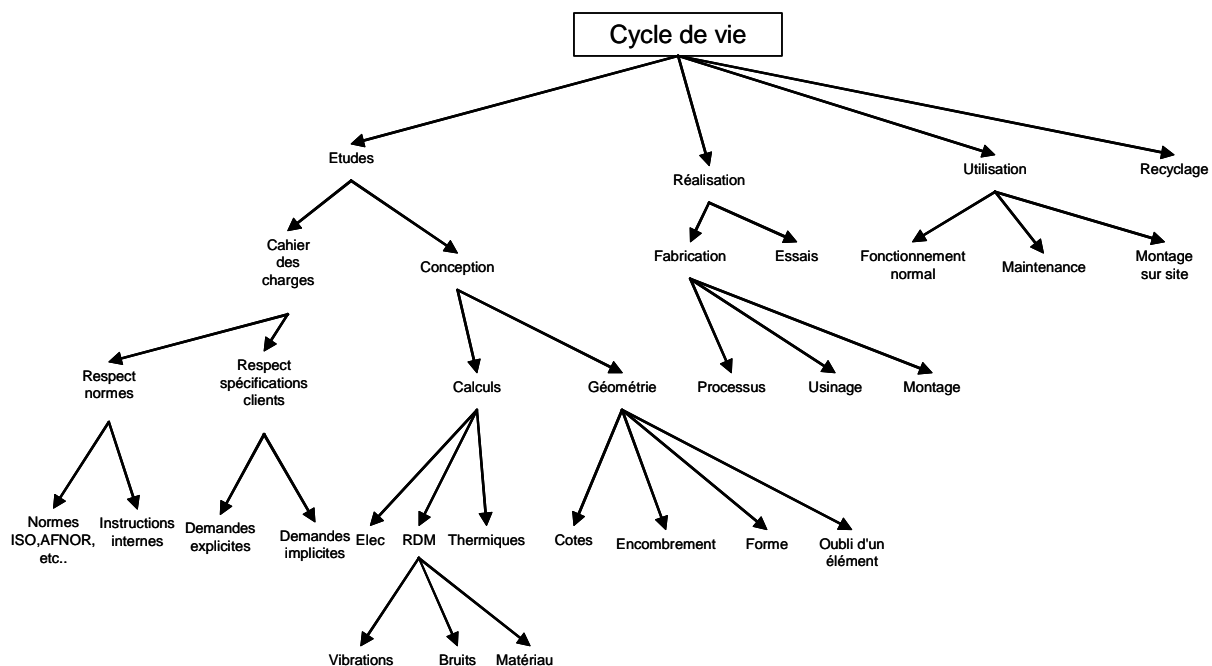 Cycle de vie
Etudes
Réalisation
Utilisation
Recyclage
Cahier
des
charges
Conception
Fabrication
Essais
Fonctionnement
normal
Maintenance
Montage
sur site
Respect
normes
Respect
spécifications
clients
Calculs
Géométrie
Processus
Usinage
Montage
Normes
ISO,AFNOR,
etc..
Instructions
internes
Demandes
explicites
Demandes
implicites
Elec
RDM
Thermiques
Cotes
Encombrement
Forme
Oubli d'un
élément
Vibrations
Bruits
Matériau